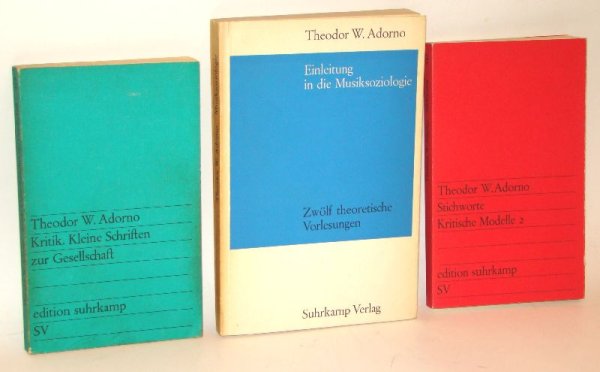 Theodor W. Adorno
Kritik. Kleine Schriften
zur Gesellschaft
edition suhrkamp
SV
Theodor W. Adorno
Einleitung
in die Musiksoziologie
Zwölf theoretische
Vorlesungen
Suhrkamp Verlag
Theodor W. Adorno
Stichworte
Kritische Modelle 2
edition suhrkamp
SV